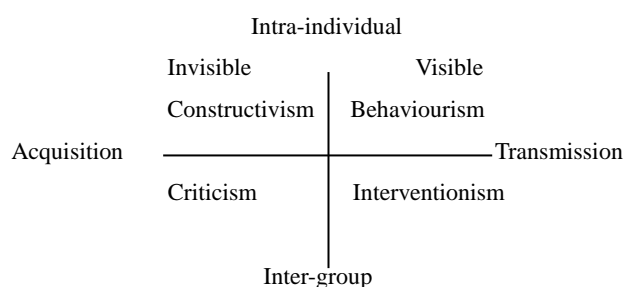 Intra-individual
Invisible Visible
Constructivism Behaviourism
Acquisition Transmission
Criticism Interventionism
Inter-group